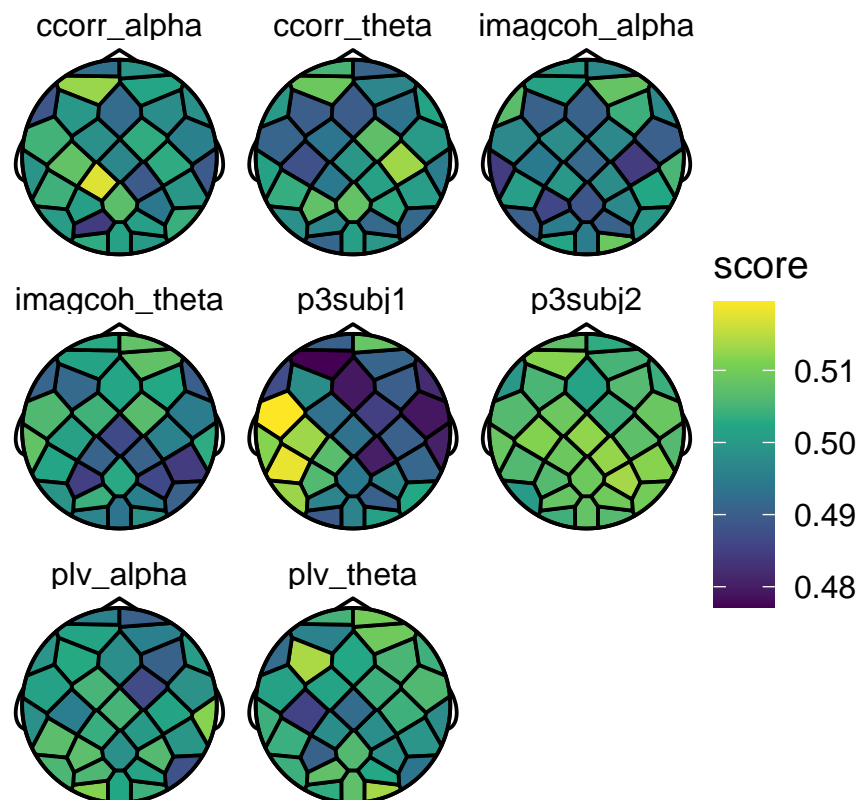 ccorr_alpha
ccorr_theta
imagcoh_alpha
imagcoh_theta
p3subj1
p3subj2
plv_alpha
plv_theta
score
0.51
0.50
0.49
0.48